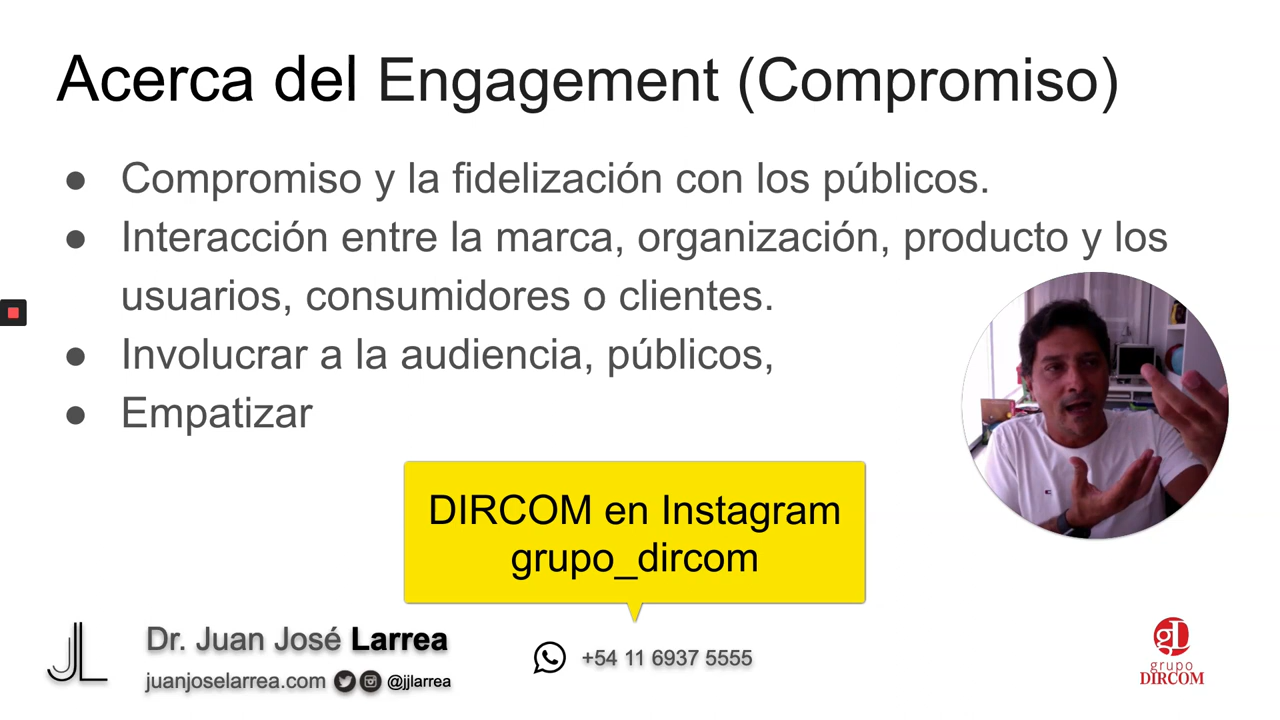 Acerca del Engagement (Compromiso)
● Compromiso y la fidelización con los públicos.
● Interacción entre la marca, organización, producto y los
usuarios, consumidores o clientes.
● Involucrar a la audiencia, públicos,
● Empatizar
DIRCOM en Instagram
grupo_dircom
JL
Dr. Juan José Larrea
juanjoselarrea.com @jjlarrea
+54 11 6937 5555
gD
grupo
DIRCOM